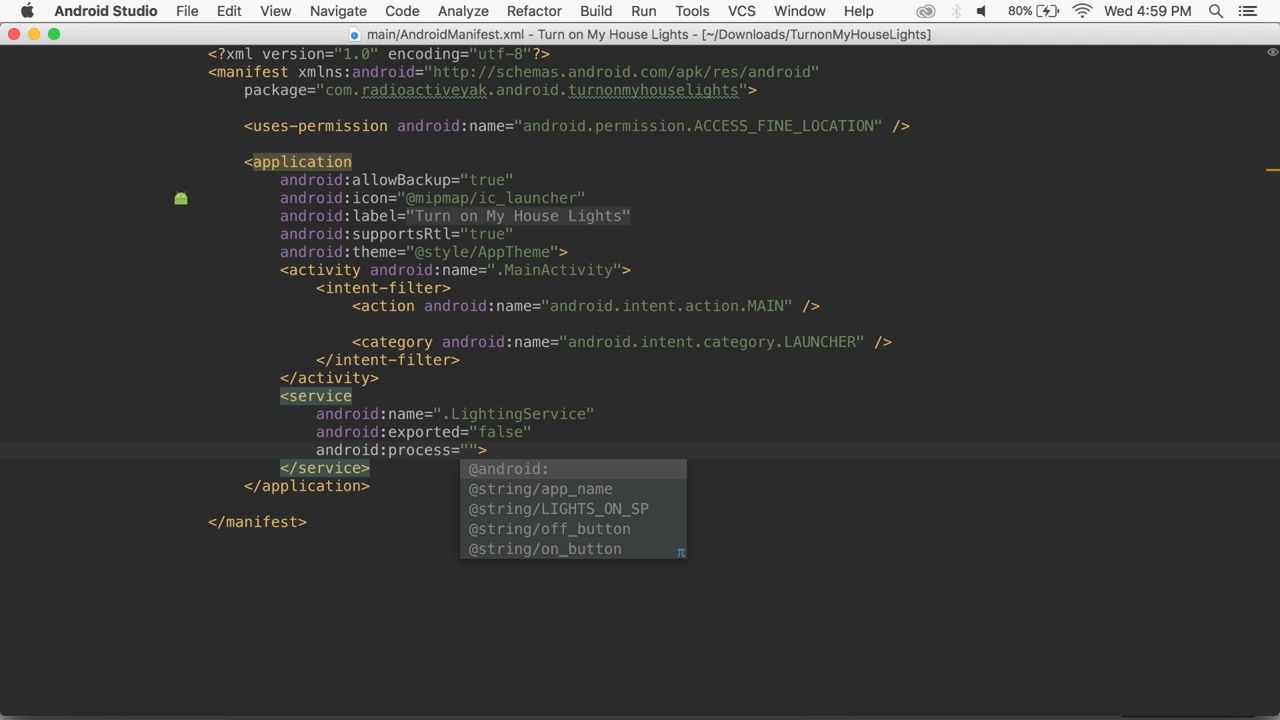 Android Studio File Edit View Navigate Code Analyze Refactor Build Run Tools VCS Window Help 80% Wed 4:59 PM
main/AndroidManifest.xml - Turn on My House Lights - [~/Downloads/TurnonMyHouseLights]
<?xml version="1.0" encoding="utf-8"?>
<manifest xmlns:android="http://schemas.android.com/apk/res/android"
package="com.radioactiveyak.android.turnonmyhouselights">
<uses-permission android:name="android.permission.ACCESS_FINE_LOCATION" />
<application
android:allowBackup="true"
android:icon="@mipmap/ic_launcher"
android:label="Turn on My House Lights"
android:supportsRtl="true"
android:theme="@style/AppTheme">
<activity android:name=".MainActivity">
<intent-filter>
<action android:name="android.intent.action.MAIN" />
<category android:name="android.intent.category.LAUNCHER" />
</intent-filter>
</activity>
<service
android:name=".LightingService"
android:exported="false"
android:process="">
</service>
</application>
</manifest>
@android:
@string/app_name
@string/LIGHTS_ON_SP
@string/off_button
@string/on_button
π